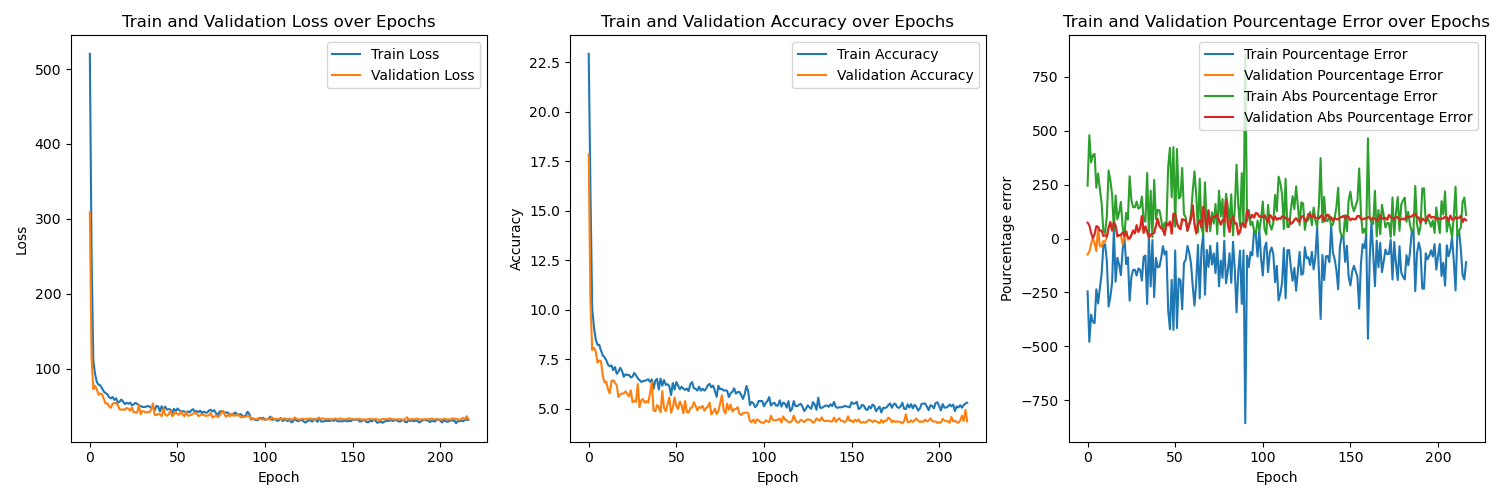 Train and Validation Loss over Epochs
500
400
300
200
100
Loss
0
50
100
150
200
Epoch
Train Loss
Validation Loss
Train and Validation Accuracy over Epochs
22.5
20.0
17.5
15.0
12.5
10.0
7.5
5.0
Accuracy
0
50
100
150
200
Epoch
Train Accuracy
Validation Accuracy
Train and Validation Pourcentage Error over Epochs
750
500
250
0
−250
−500
−750
Pourcentage error
0
50
100
150
200
Epoch
Train Pourcentage Error
Validation Pourcentage Error
Train Abs Pourcentage Error
Validation Abs Pourcentage Error